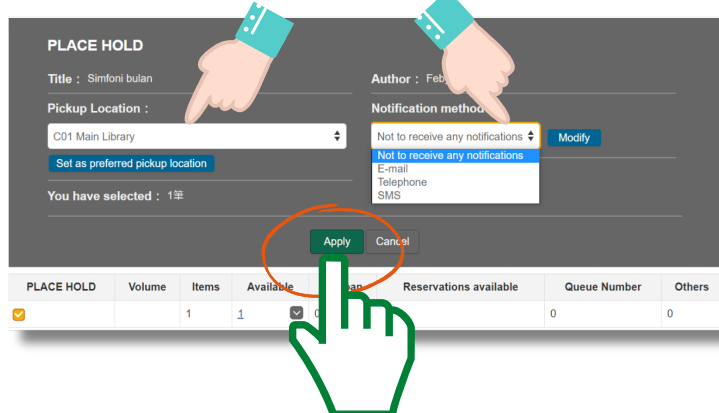 PLACE HOLD
Title : Simfoni bulan
Author :
Pickup Location :
Notification method
C01 Main Library
Not to receive any notifications
Modify
Set as preferred pickup location
Not to receive any notifications
E-mail
Telephone
SMS
You have selected : 1筆
Apply Cancel
PLACE HOLD Volume Items Available Reservations available Queue Number Others
1 1 0 0 0